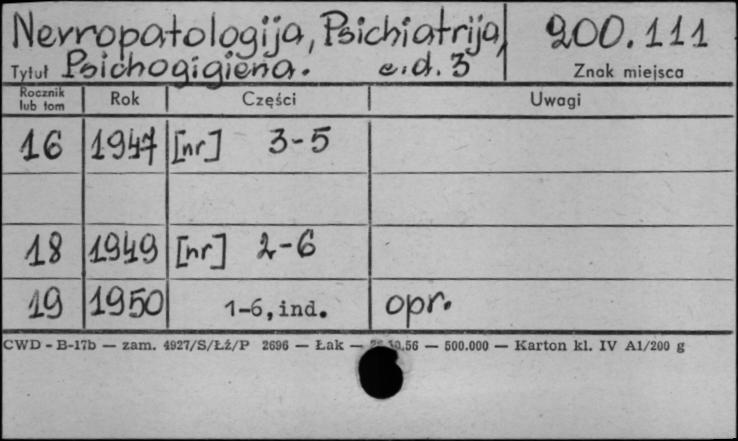 Nevropatologija, Psichiatrija, 200.111
Tytuł Psichogigiena. c.d. 3 Znak miejsca
Rocznik lub tom Rok Części Uwagi
16 1947 [nr] 3-5
18 1949 [nr] 2-6
19 1950 1-6, ind. opr.
CWD - B-17b — zam. 4927/S/Łź/P 2696 — Łak — .56 — 500.000 — Karton kl. IV A1/200 g